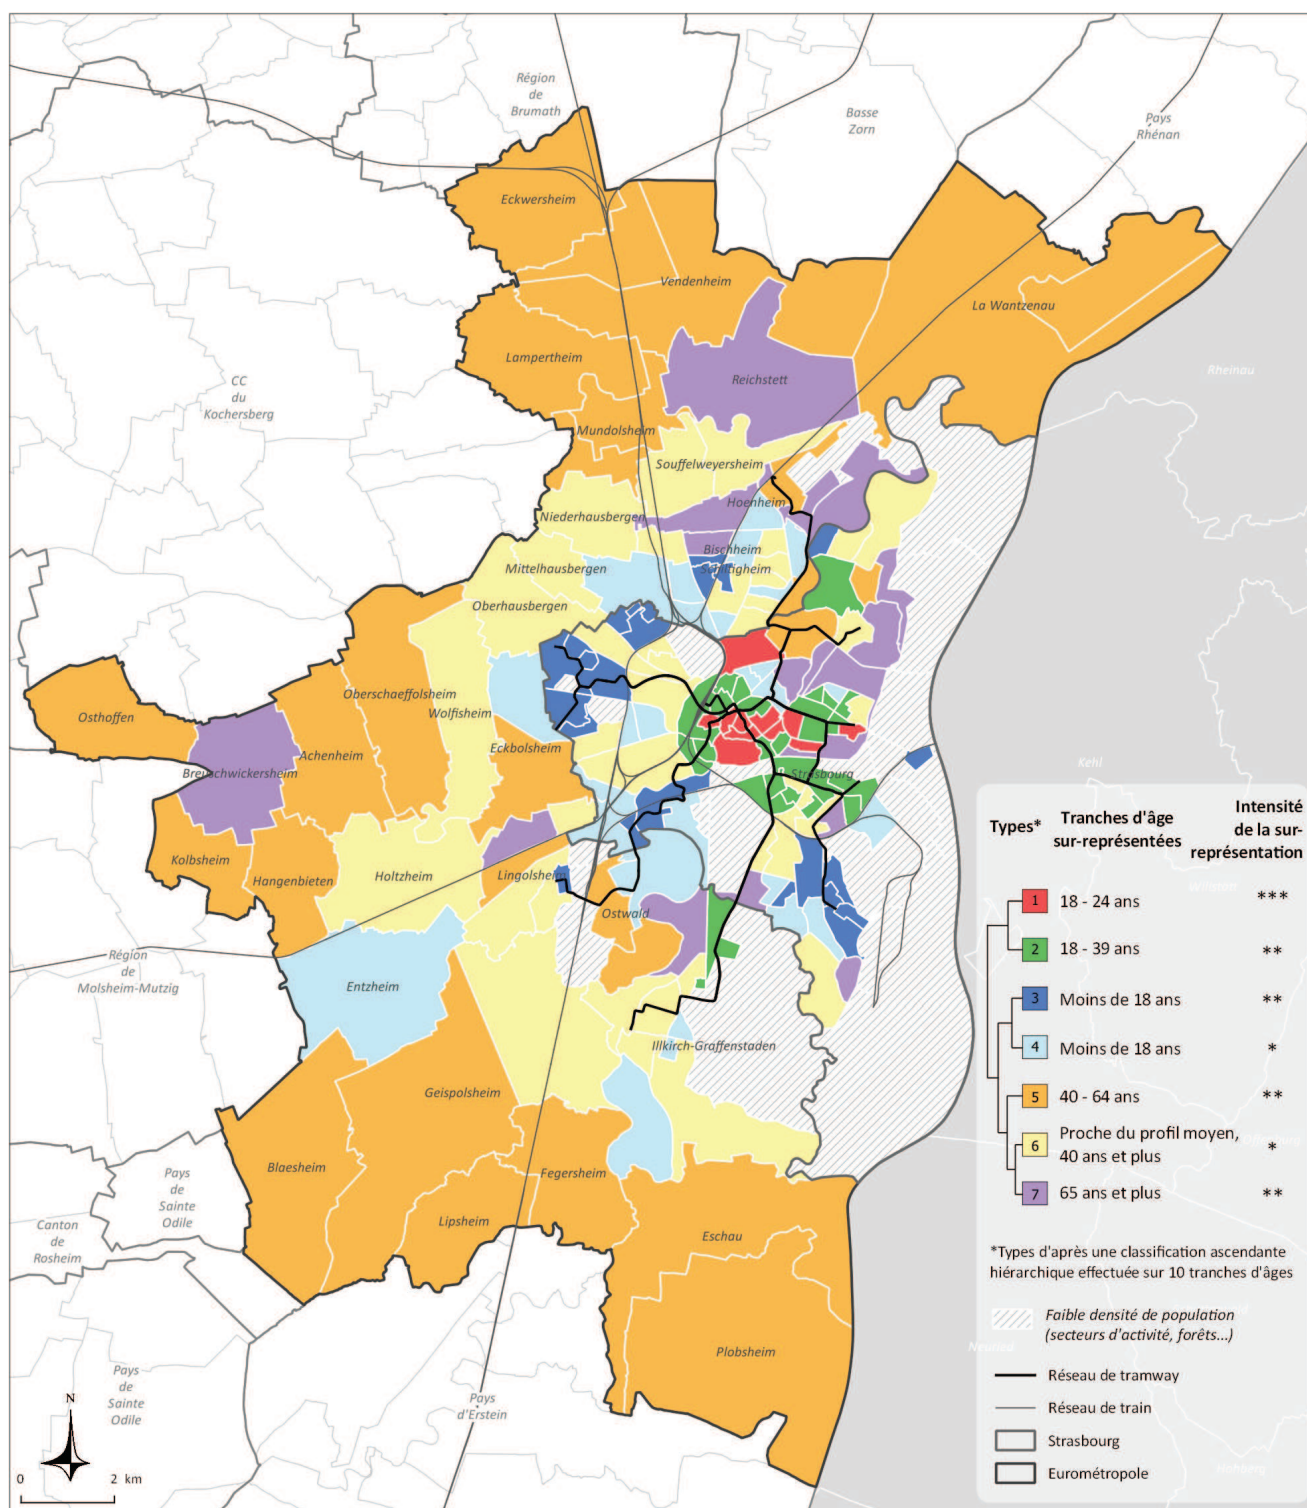 Région
de
Brumath
Basse
Zorn
Pays
Rhénan
Eckwersheim
Vendenheim
La Wantzenau
Lampertheim
Reichstett
Rheinau
CC
du
Kochersberg
Mundolsheim
Souffelweyersheim
Hoenheim
Niederhausbergen
Bischheim
Mittelhausbergen
Schiltigheim
Oberhausbergen
Oberschaeffolsheim
Wolfisheim
Osthoffen
Achenheim
Eckbolsheim
Breuschwickersheim
Strasbourg
Kehl
Kolbsheim
Hangenbieten
Holtzheim
Lingolsheim
Ostwald
Région
de
Molsheim-Mutzig
Entzheim
Illkirch-Graffenstaden
Geispolsheim
Blaesheim
Fegersheim
Lipsheim
Eschau
Plobsheim
Pays
de
Sainte
Odile
Canton
de
Rosheim
Pays
de
Sainte
Odile
Pays
d'Erstein
N
0 2 km
Types*
Tranches d'âge
sur-représentées
Intensité
de la sur-
représentation
1 18 - 24 ans ***
2 18 - 39 ans **
3 Moins de 18 ans **
4 Moins de 18 ans *
5 40 - 64 ans **
6 Proche du profil moyen,
40 ans et plus *
7 65 ans et plus **
*Types d'après une classification ascendante
hiérarchique effectuée sur 10 tranches d'âges
Faible densité de population
(secteurs d'activité, forêts...)
Réseau de tramway
Réseau de train
Strasbourg
Eurométropole
Hohberg